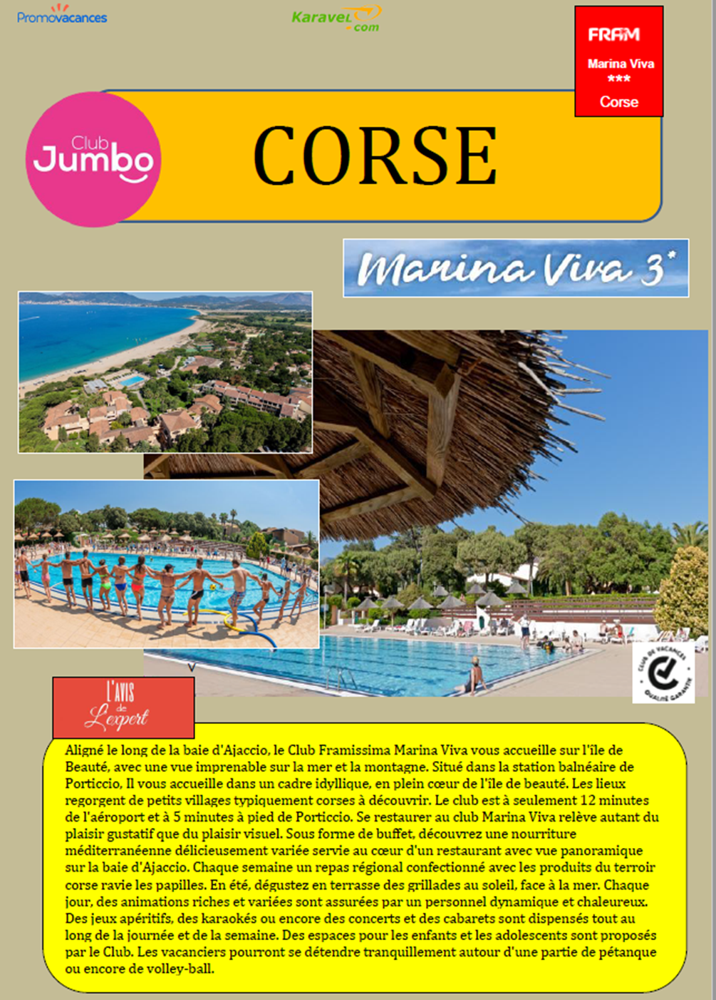 Promovacances
Karavel
.com
FRAM
Marina Viva
***
Corse
Club
Jumbo
CORSE
Marina Viva 3*
CLUB DE VACANCES
QUALITÉ GARANTIE
L'AVIS
de
L'expert
Aligné le long de la baie d'Ajaccio, le Club Framissima Marina Viva vous accueille sur l'île de
Beauté, avec une vue imprenable sur la mer et la montagne. Situé dans la station balnéaire de
Porticcio, Il vous accueille dans un cadre idyllique, en plein cœur de l'île de beauté. Les lieux
regorgent de petits villages typiquement corses à découvrir. Le club est à seulement 12 minutes
de l'aéroport et à 5 minutes à pied de Porticcio. Se restaurer au club Marina Viva relève autant du
plaisir gustatif que du plaisir visuel. Sous forme de buffet, découvrez une nourriture
méditerranéenne délicieusement variée servie au cœur d'un restaurant avec vue panoramique
sur la baie d'Ajaccio. Chaque semaine un repas régional confectionné avec les produits du terroir
corse ravie les papilles. En été, dégustez en terrasse des grillades au soleil, face à la mer. Chaque
jour, des animations riches et variées sont assurées par un personnel dynamique et chaleureux.
Des jeux apéritifs, des karaokés ou encore des concerts et des cabarets sont dispensés tout au
long de la journée et de la semaine. Des espaces pour les enfants et les adolescents sont proposés
par le Club. Les vacanciers pourront se détendre tranquillement autour d'une partie de pétanque
ou encore de volley-ball.